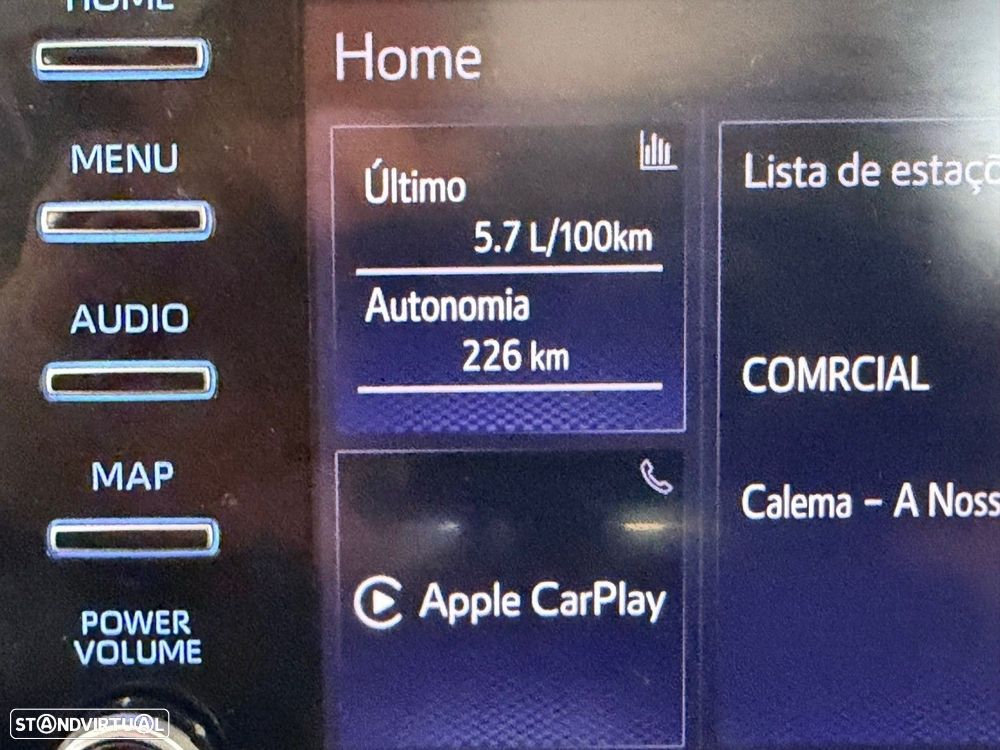 HOME
MENU
AUDIO
MAP
POWER
VOLUME
Home
Último
5.7 L/100km
Autonomia
226 km
Apple CarPlay
Lista de estaçõ
COMRCIAL
Calema – A Noss
STANDVIRTUAL